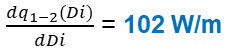 dq₁₋₂(Di)/dDi = 102 W/m